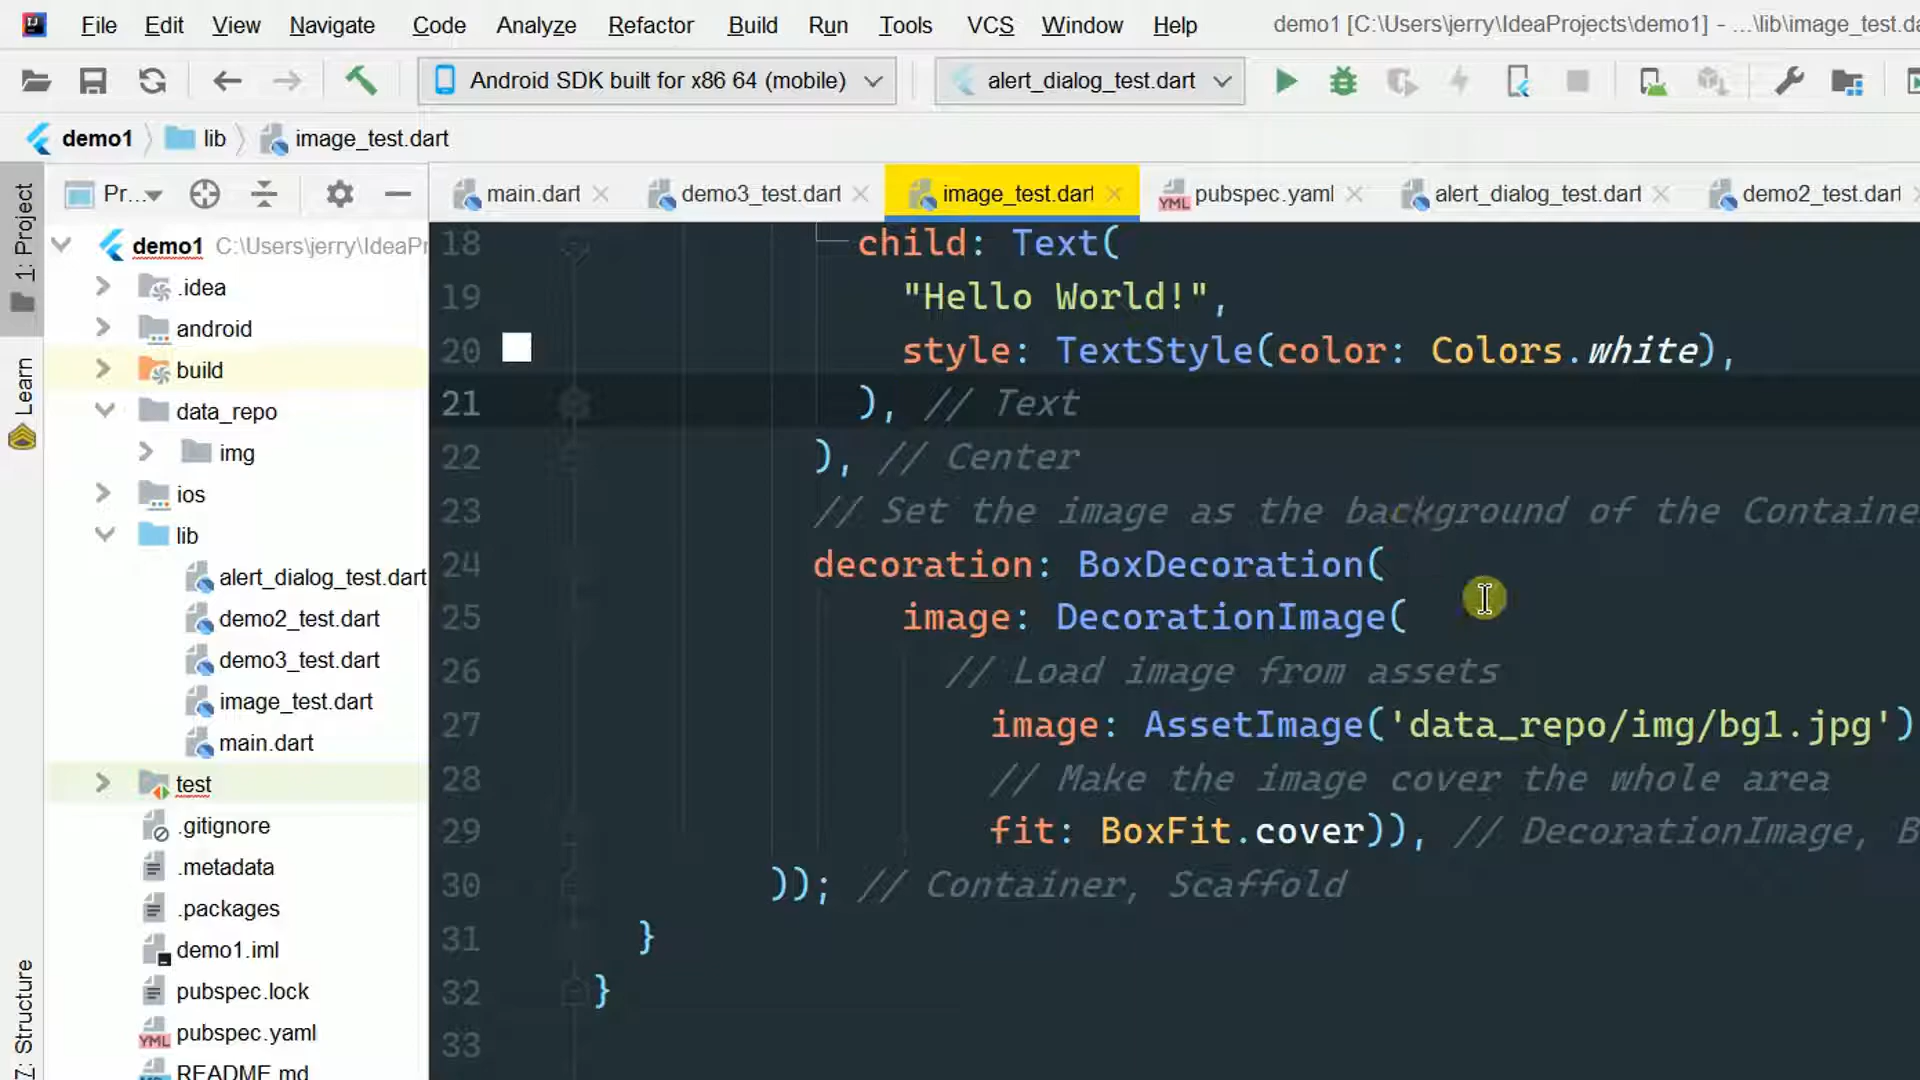 File Edit View Navigate Code Analyze Refactor Build Run Tools VCS Window Help demo1 [C:\Users\jerry\IdeaProjects\demo1] - ...\lib\image_test.da
Android SDK built for x86 64 (mobile) alert_dialog_test.dart
demo1 lib image_test.dart
1: Project
Learn
7: Structure
Pr...
main.dart demo3_test.dart image_test.dart pubspec.yaml alert_dialog_test.dart demo2_test.dart
demo1 C:\Users\jerry\IdeaPr
.idea
android
build
data_repo
img
ios
lib
alert_dialog_test.dart
demo2_test.dart
demo3_test.dart
image_test.dart
main.dart
test
.gitignore
.metadata
.packages
demo1.iml
pubspec.lock
YML pubspec.yaml
README.md
18 child: Text(
19 "Hello World!",
20 style: TextStyle(color: Colors.white),
21 ), // Text
22 ), // Center
23 // Set the image as the background of the Containe
24 decoration: BoxDecoration(
25 image: DecorationImage(
26 // Load image from assets
27 image: AssetImage('data_repo/img/bg1.jpg')
28 // Make the image cover the whole area
29 fit: BoxFit.cover)), // DecorationImage, B
30 )); // Container, Scaffold
31 }
32 }
33